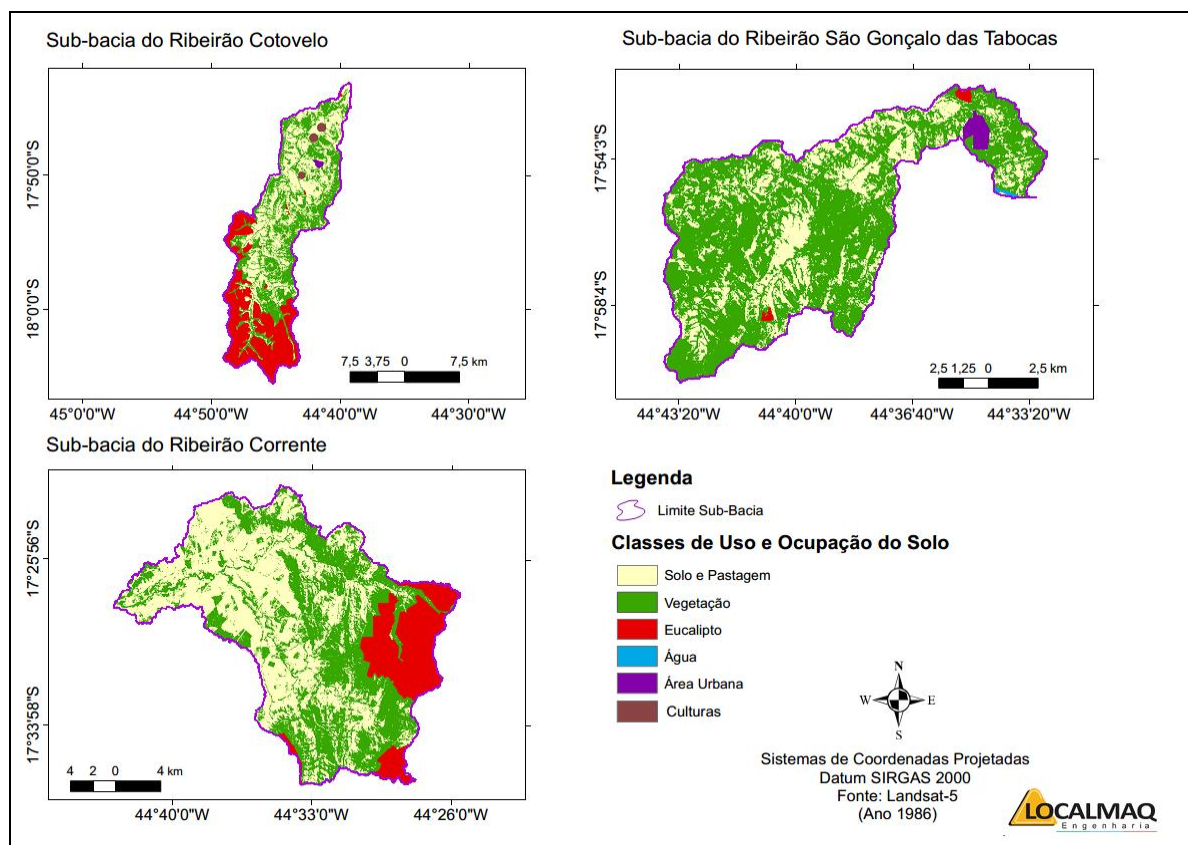 Sub-bacia do Ribeirão Cotovelo
17°50'0"S
18°0'0"S
7,5 3,75 0 7,5 km
45°0'0"W 44°50'0"W 44°40'0"W 44°30'0"W
Sub-bacia do Ribeirão São Gonçalo das Tabocas
17°54'3"S
17°58'4"S
2,5 1,25 0 2,5 km
44°43'20"W 44°40'0"W 44°36'40"W 44°33'20"W
Sub-bacia do Ribeirão Corrente
17°25'56"S
17°33'58"S
4 2 0 4 km
44°40'0"W 44°33'0"W 44°26'0"W
Legenda
Limite Sub-Bacia
Classes de Uso e Ocupação do Solo
Solo e Pastagem
Vegetação
Eucalipto
Água
Área Urbana
Culturas
N
W E
S
Sistemas de Coordenadas Projetadas
Datum SIRGAS 2000
Fonte: Landsat-5
(Ano 1986)
LOCALMAQ
Engenharia